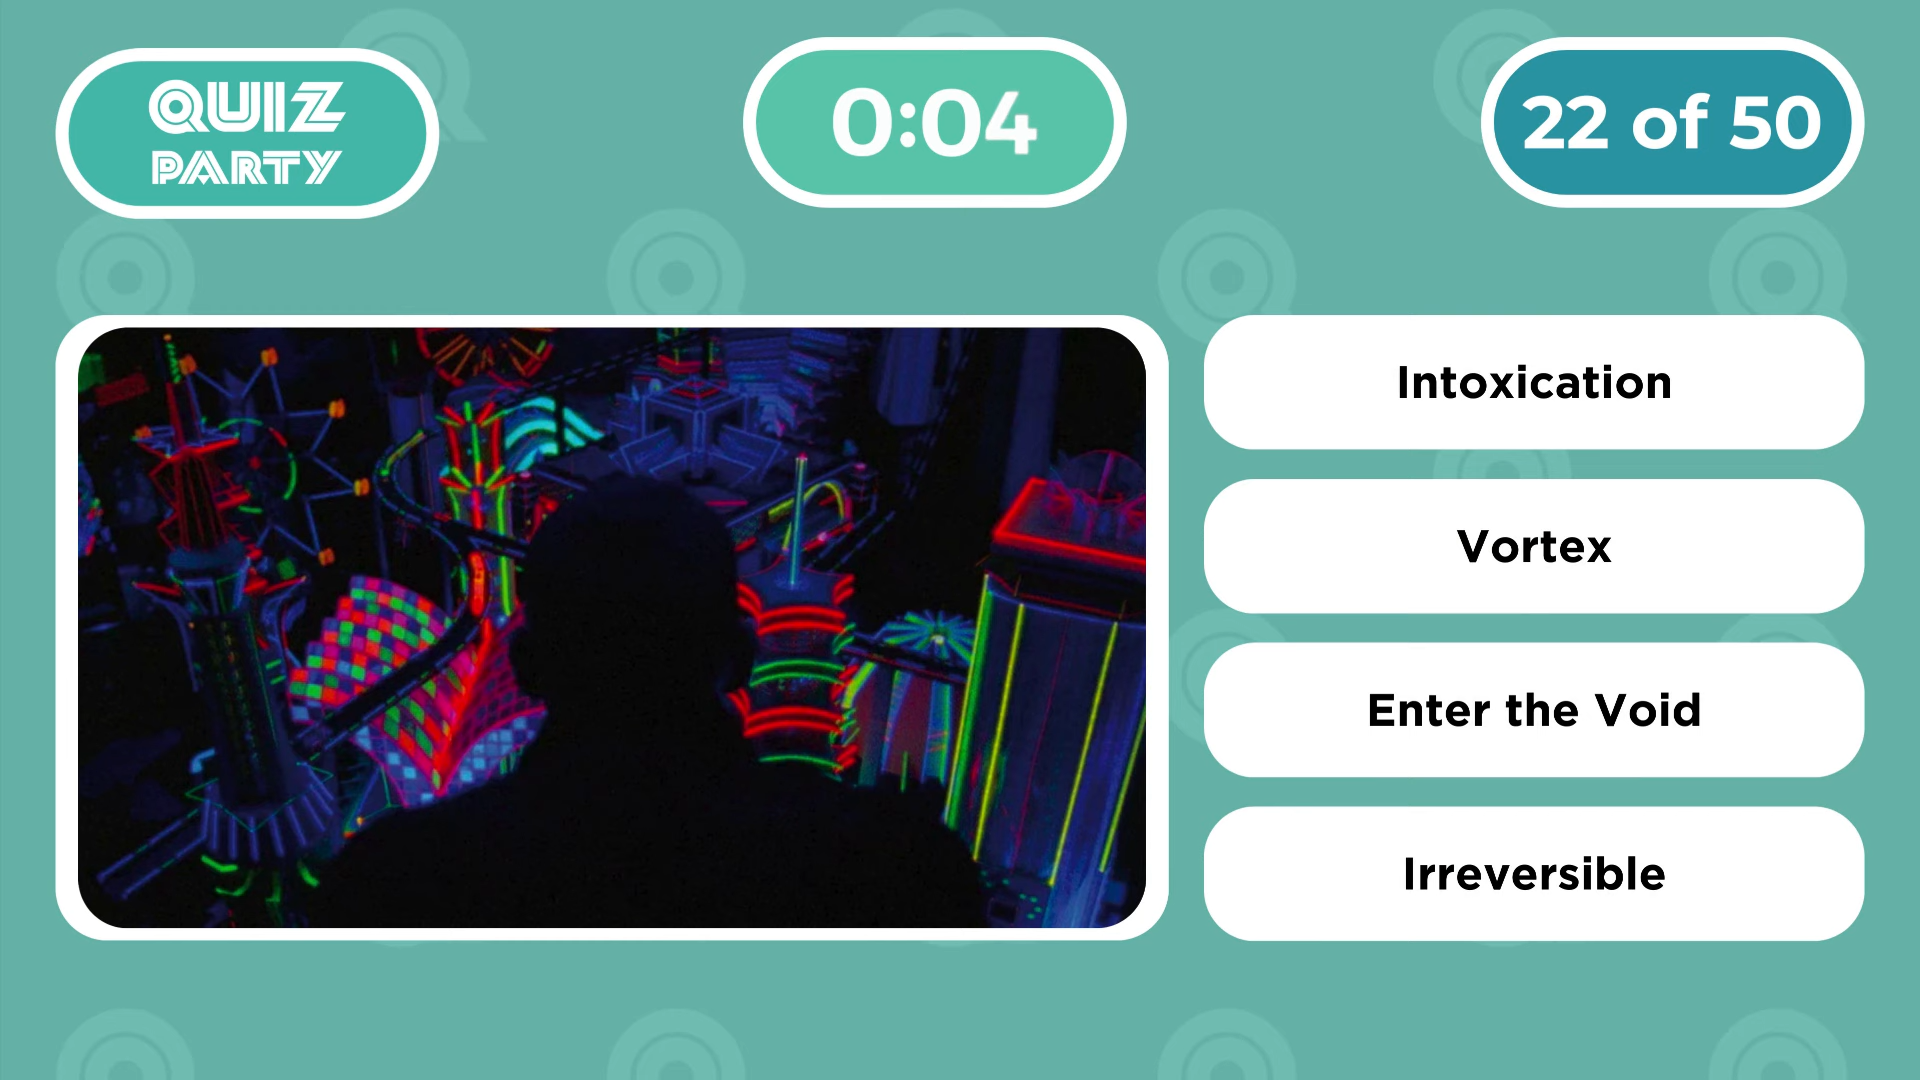 QUIZ
PARTY
0:04
22 of 50
Intoxication
Vortex
Enter the Void
Irreversible